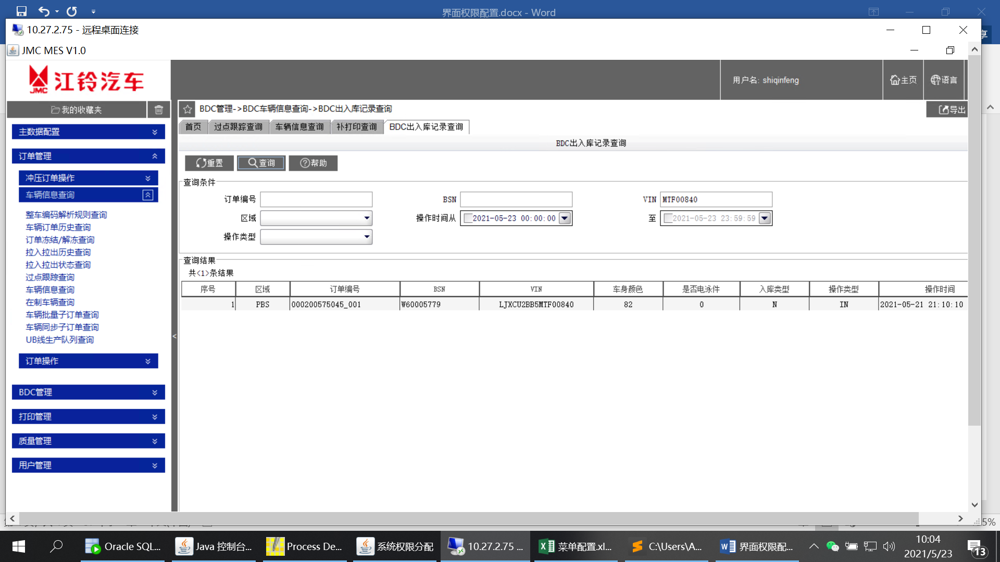 界面权限配置.docx - Word
10.27.2.75 - 远程桌面连接
JMC MES V1.0
JMC 江铃汽车
用户名: shiqinfeng
主页
语言
我的收藏夹
BDC管理->BDC车辆信息查询->BDC出入库记录查询
导出
首页 过点跟踪查询 车辆信息查询 补打印查询 BDC出入库记录查询
BDC出入库记录查询
重置 查询 帮助
主数据配置
订单管理
冲压订单操作
车辆信息查询
整车编码解析规则查询
车辆订单历史查询
订单冻结/解冻查询
拉入拉出历史查询
拉入拉出状态查询
过点跟踪查询
车辆信息查询
在制车辆查询
车辆批量子订单查询
车辆同步子订单查询
UB线生产队列查询
订单操作
BDC管理
打印管理
质量管理
用户管理
查询条件
订单编号 BSN VIN MTF00840
区域 操作时间从 2021-05-23 00:00:00 至 2021-05-23 23:59:59
操作类型
查询结果
共<1>条结果
序号 区域 订单编号 BSN VIN 车身颜色 是否电泳件 入库类型 操作类型 操作时间
1 PBS 000200575045_001 W60005779 LJXCU2BB5MTF00840 82 0 N IN 2021-05-21 21:10:10
5%
Oracle SQL... Java 控制台... Process De... 系统权限分配 10.27.2.75 ... 菜单配置.xl... C:\Users\A... 界面权限配... 10:04
2021/5/23
13